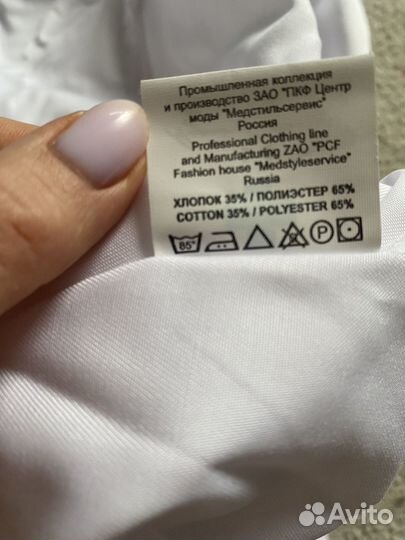 Промышленная коллекция
и производство ЗАО "ПКФ Центр
моды "Медстильсервис"
Россия
Professional Clothing line
and Manufacturing ZAO "PCF
Fashion house "Medstyleservice"
Russia
ХЛОПОК 35% / ПОЛИЭСТЕР 65%
COTTON 35% / POLYESTER 65%
85° P
Avito